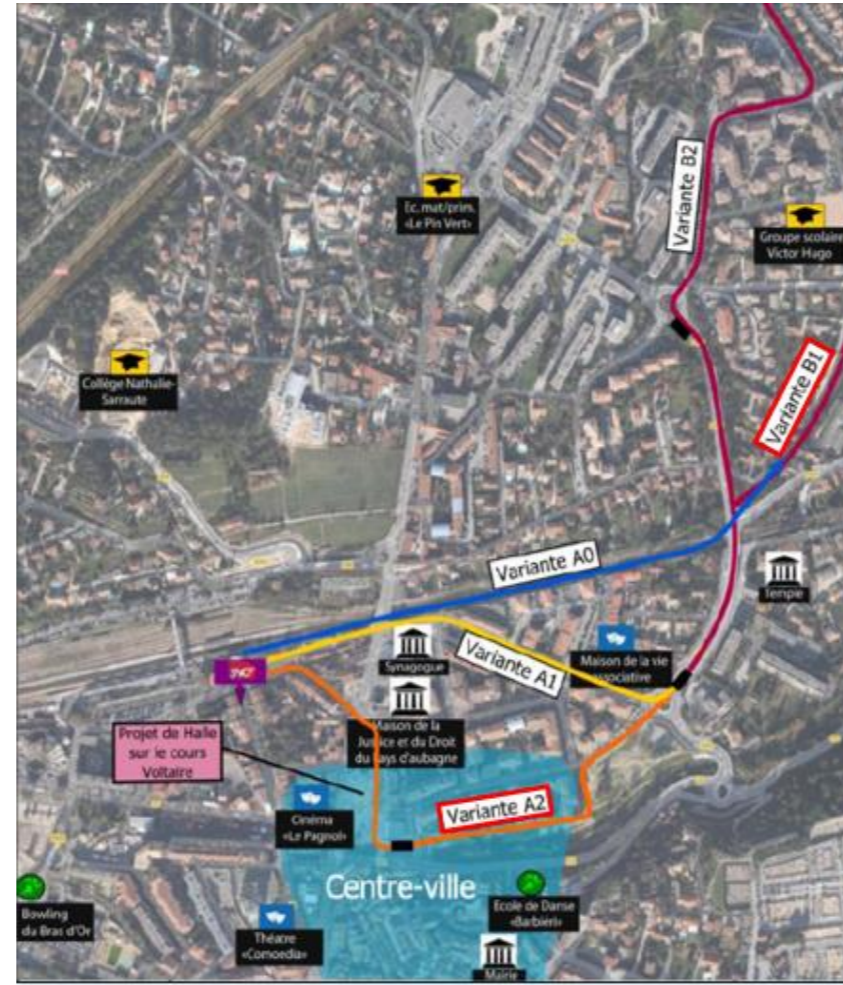 Variante B2
Ec. mat/prim.
«Le Pin Vert»
Groupe scolaire
Victor Hugo
Collège Nathalie-
Sarraute
Variante B1
Variante A0
Temple
Synagogue
Variante A1
Maison de la vie
associative
SNCF
Maison de la
Justice et du Droit
du Pays d'aubagne
Projet de Halle
sur le cours
Voltaire
Variante A2
Cinéma
«Le Pagnol»
Centre-ville
Ecole de Danse
«Barbieri»
Bowling
du Bras d'Or
Théatre
«Comoedia»
Mairie